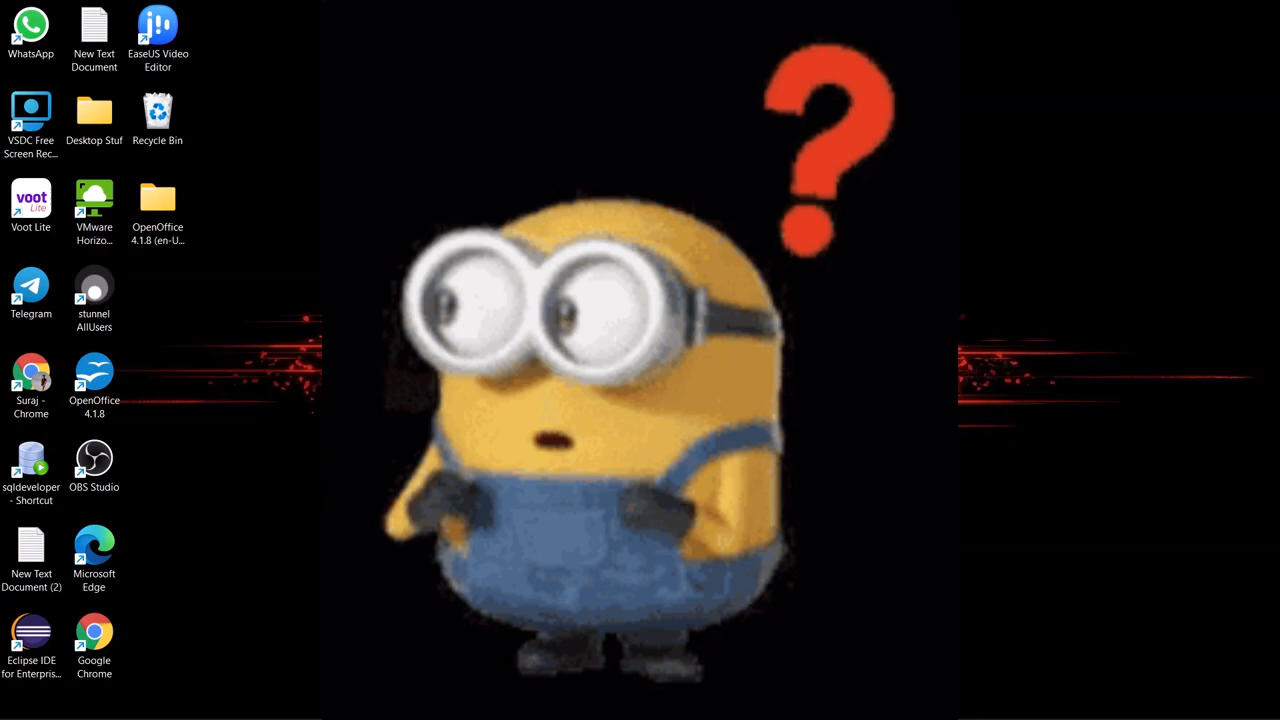 WhatsApp
New Text
Document
EaseUS Video
Editor
VSDC Free
Screen Rec...
Desktop Stuf
Recycle Bin
voot
Lite
Voot Lite
VMware
Horizo...
OpenOffice
4.1.8 (en-U...
Telegram
stunnel
AllUsers
Suraj -
Chrome
OpenOffice
4.1.8
sqldeveloper
- Shortcut
OBS Studio
New Text
Document (2)
Microsoft
Edge
Eclipse IDE
for Enterpris...
Google
Chrome
?